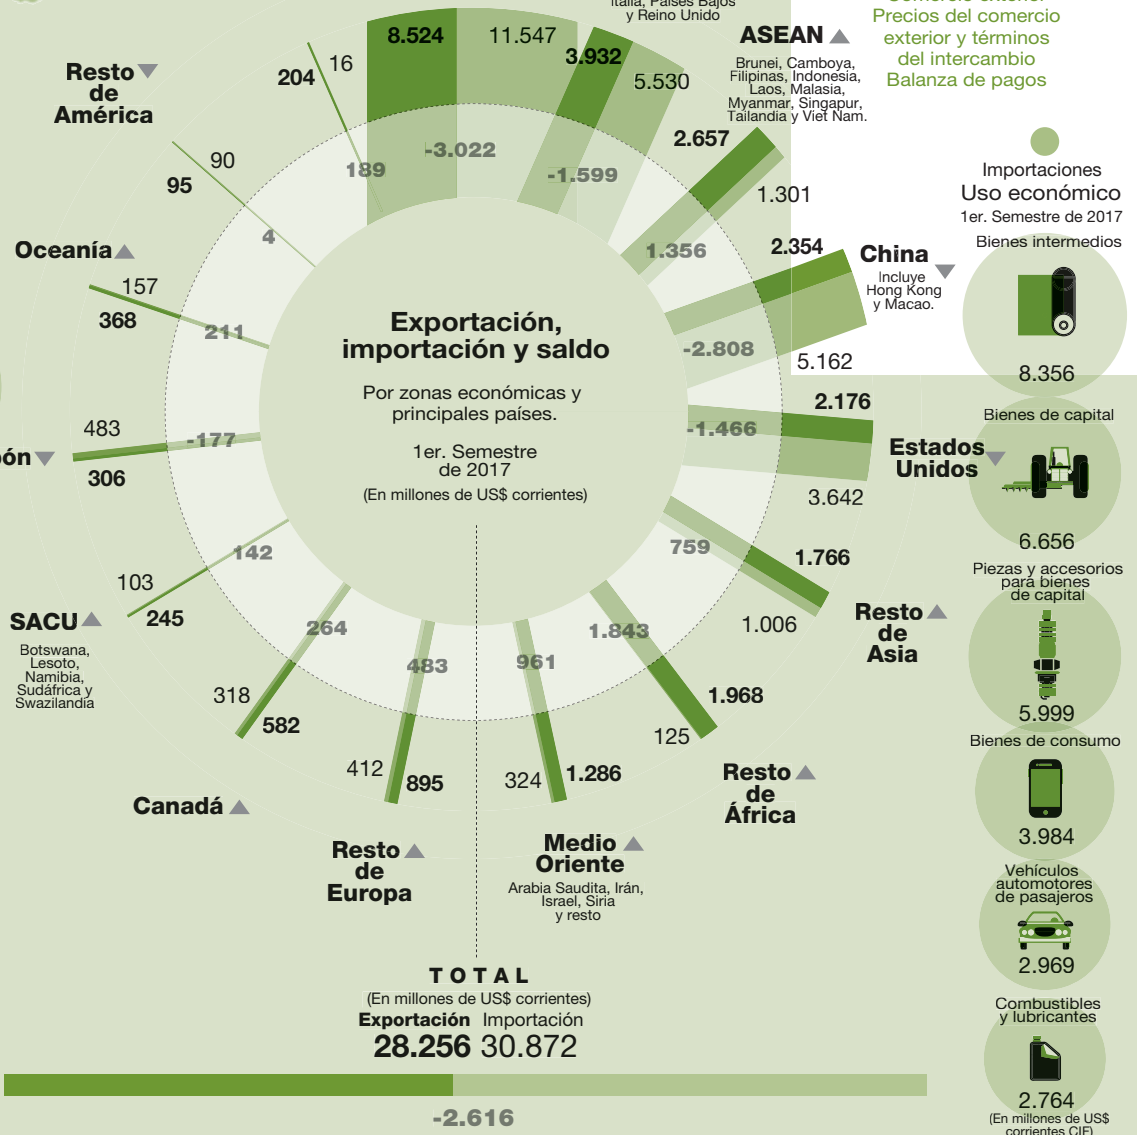 Italia, Países Bajos
y Reino Unido
Comercio exterior
Precios del comercio
exterior y términos
del intercambio
Balanza de pagos
8.524
11.547
-3.022
3.932
5.530
-1.599
ASEAN
Brunei, Camboya,
Filipinas, Indonesia,
Laos, Malasia,
Myanmar, Singapur,
Tailandia y Viet Nam.
2.657
1.301
1.356
China
Incluye
Hong Kong
y Macao.
2.354
5.162
-2.808
Estados
Unidos
2.176
3.642
-1.466
Resto
de
Asia
1.766
1.006
759
Resto
de
África
1.968
125
1.843
Medio
Oriente
Arabia Saudita, Irán,
Israel, Siria
y resto
1.286
324
961
Resto
de
Europa
412
895
483
Canadá
318
582
264
SACU
Botswana,
Lesoto,
Namibia,
Sudáfrica y
Swazilandia
103
245
142
ón
483
306
-177
Oceanía
157
368
211
90
95
4
Resto
de
América
204
16
189
Exportación,
importación y saldo
Por zonas económicas y
principales países.
1er. Semestre
de 2017
(En millones de US$ corrientes)
TOTAL
(En millones de US$ corrientes)
Exportación Importación
28.256 30.872
-2.616
Importaciones
Uso económico
1er. Semestre de 2017
Bienes intermedios
8.356
Bienes de capital
6.656
Piezas y accesorios
para bienes
de capital
5.999
Bienes de consumo
3.984
Vehículos
automotores
de pasajeros
2.969
Combustibles
y lubricantes
2.764
(En millones de US$
corrientes CIF)